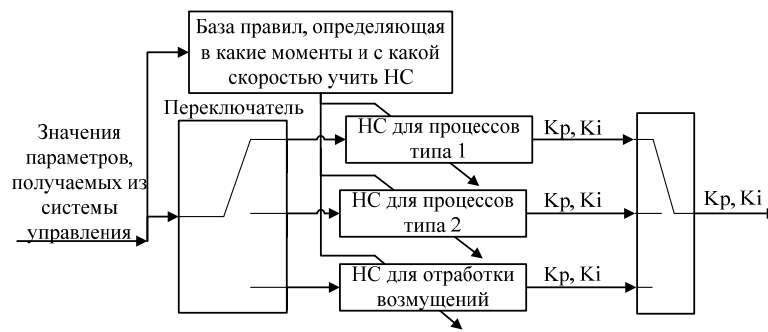 База правил, определяющая
в какие моменты и с какой
скоростью учить НС
Переключатель
Значения
параметров,
получаемых из
системы
управления
НС для процессов
типа 1
Kp, Ki
НС для процессов
типа 2
Kp, Ki
НС для отработки
возмущений
Kp, Ki
Kp, Ki